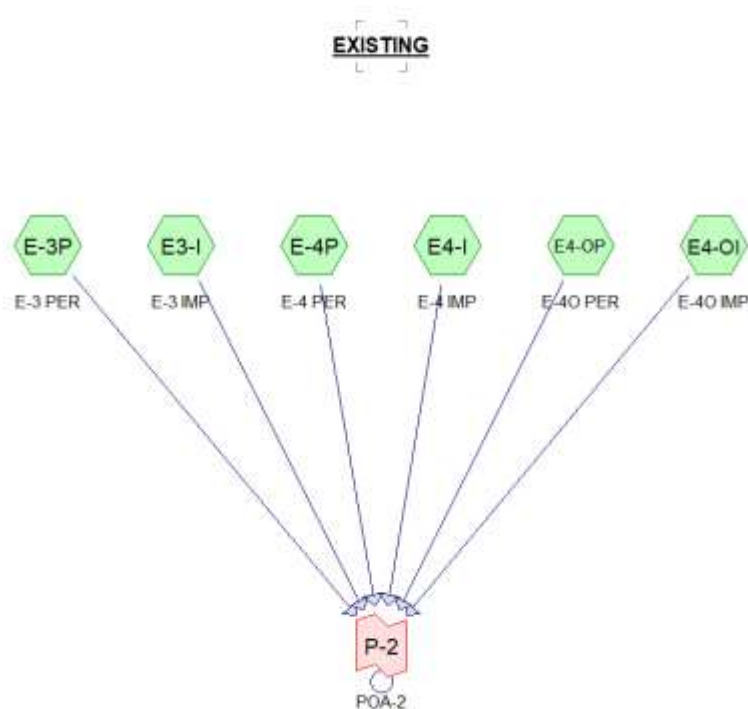 EXISTING
E-3P E3-I E-4P E4-I E4-OP E4-OI
E-3 PER E-3 IMP E-4 PER E-4 IMP E-4O PER E-4O IMP
P-2
POA-2